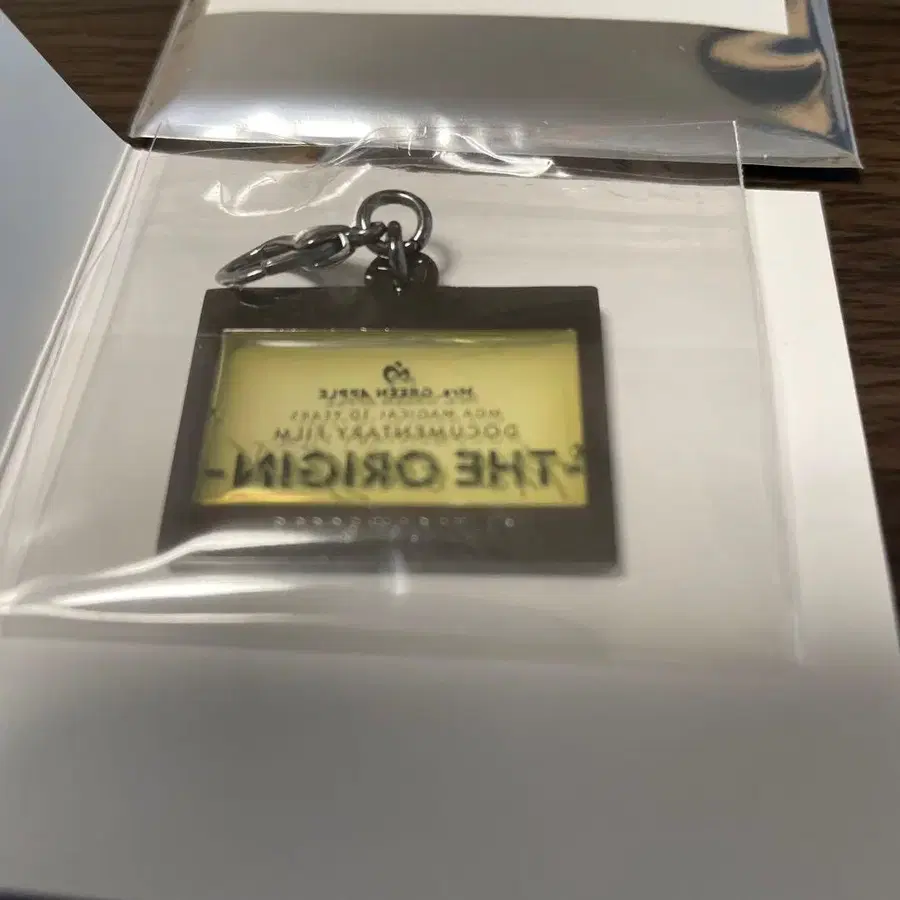 Mrs. GREEN APPLE
MGA MAGICAL 10 YEARS
DOCUMENTARY FILM
-THE ORIGIN-